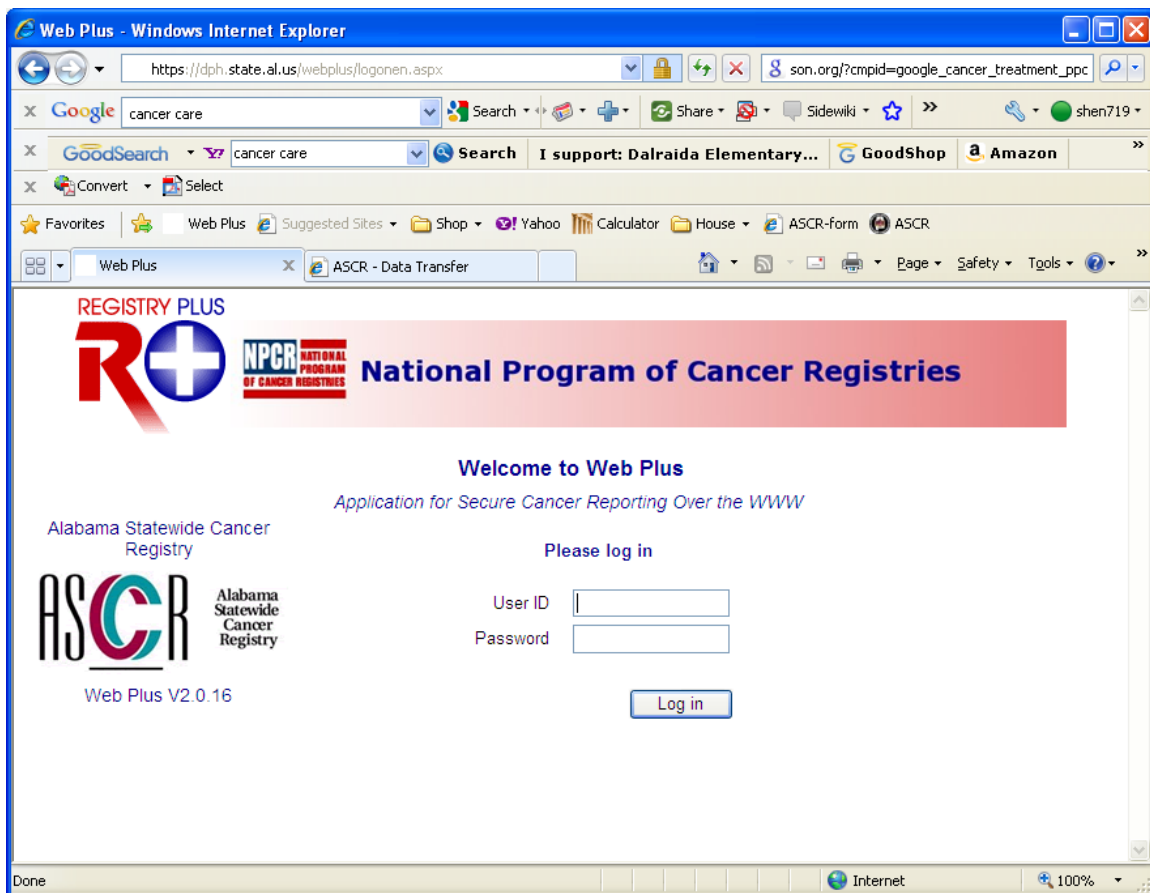 Web Plus - Windows Internet Explorer
https://dph.state.al.us/webplus/logonen.aspx
son.org/?cmpid=google_cancer_treatment_ppc
x Google cancer care Search Share Sidewiki » shen719
x GoodSearch cancer care Search I support: Dalraida Elementary... GoodShop Amazon »
x Convert Select
Favorites Web Plus Suggested Sites Shop Yahoo Calculator House ASCR-form ASCR
Web Plus x ASCR - Data Transfer Page Safety Tools »
REGISTRY PLUS
R
NPCR NATIONAL PROGRAM
OF CANCER REGISTRIES
National Program of Cancer Registries
Welcome to Web Plus
Application for Secure Cancer Reporting Over the WWW
Alabama Statewide Cancer
Registry
Please log in
ASCR
Alabama
Statewide
Cancer
Registry
User ID
Password
Web Plus V2.0.16
Log in
Done Internet 100%